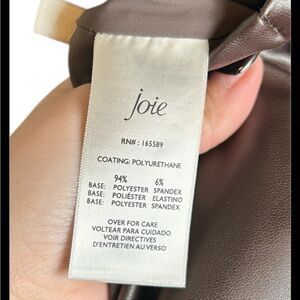 joie
RN# : 165589
COATING: POLYURETHANE
94% 6%
BASE: POLYESTER SPANDEX
BASE: POLIÉSTER ELASTINO
BASE: POLYESTER SPANDEX
OVER FOR CARE
VOLTEAR PARA CUIDADO
VOIR DIRECTIVES
D'ENTRETIEN AU VERSO